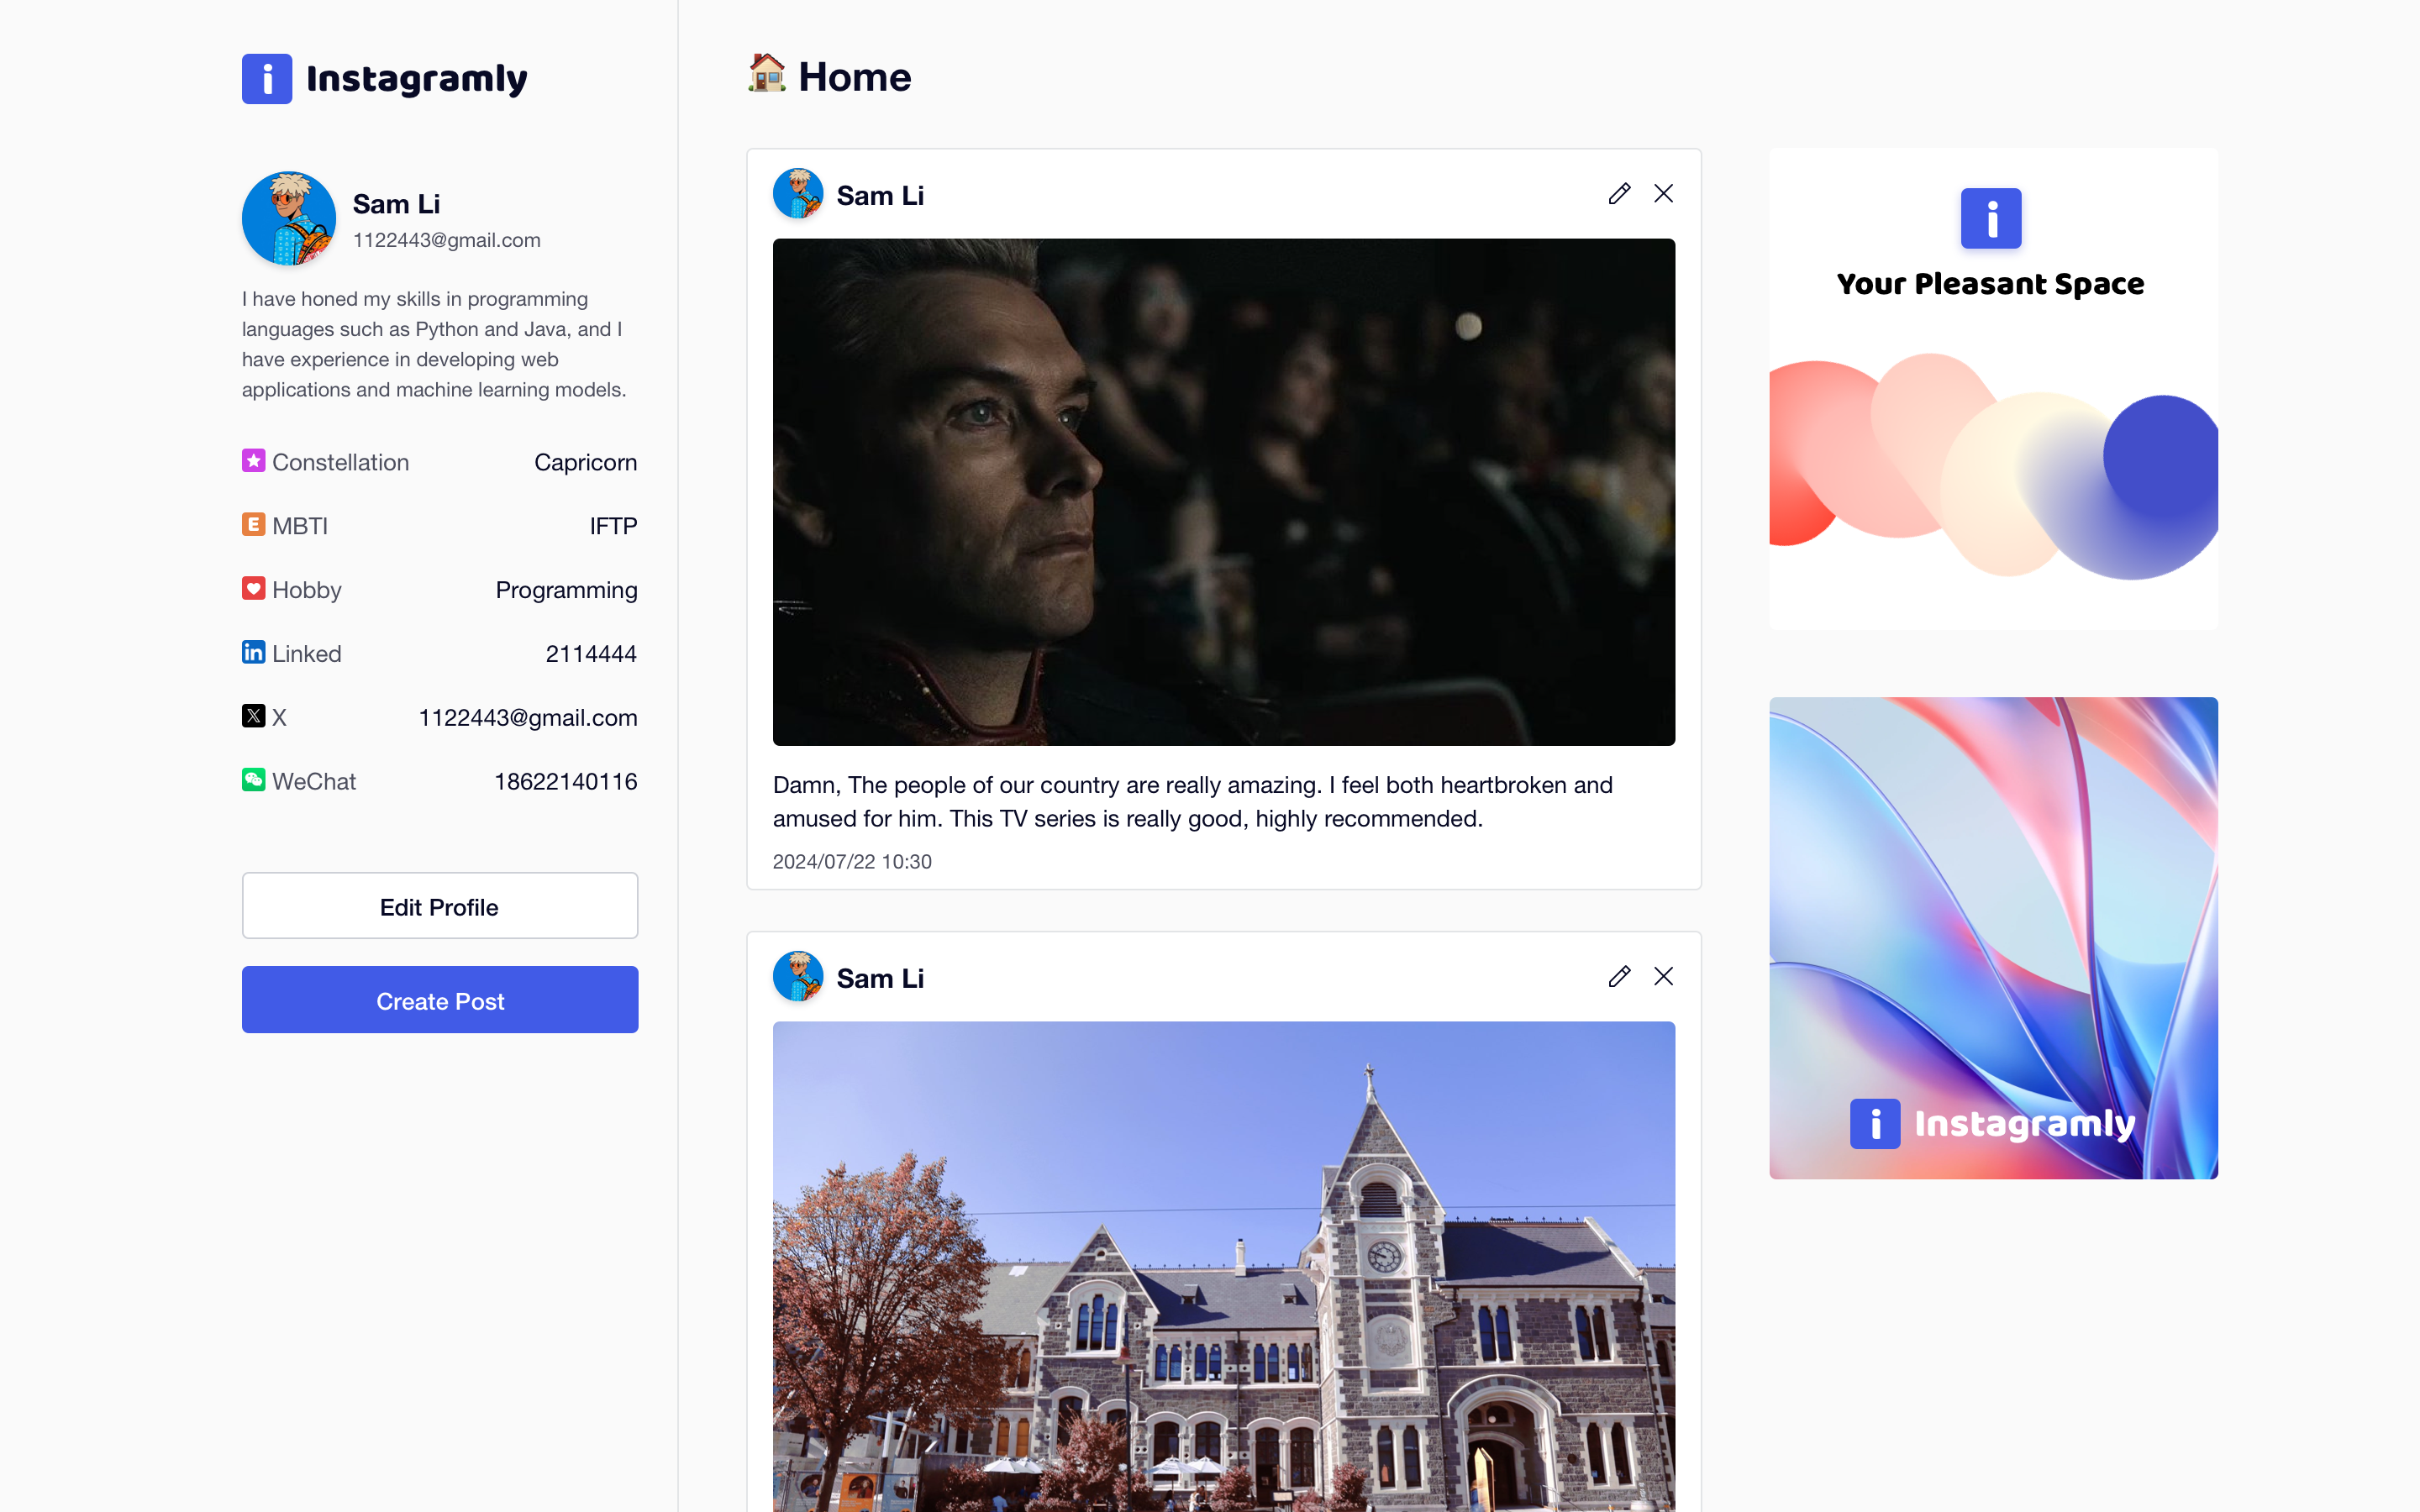 Instagramly
Sam Li
1122443@gmail.com
I have honed my skills in programming
languages such as Python and Java, and I
have experience in developing web
applications and machine learning models.
Constellation Capricorn
MBTI IFTP
Hobby Programming
Linked 2114444
X 1122443@gmail.com
WeChat 18622140116
Edit Profile
Create Post
Home
Sam Li
Damn, The people of our country are really amazing. I feel both heartbroken and
amused for him. This TV series is really good, highly recommended.
2024/07/22 10:30
Sam Li
Your Pleasant Space
Instagramly